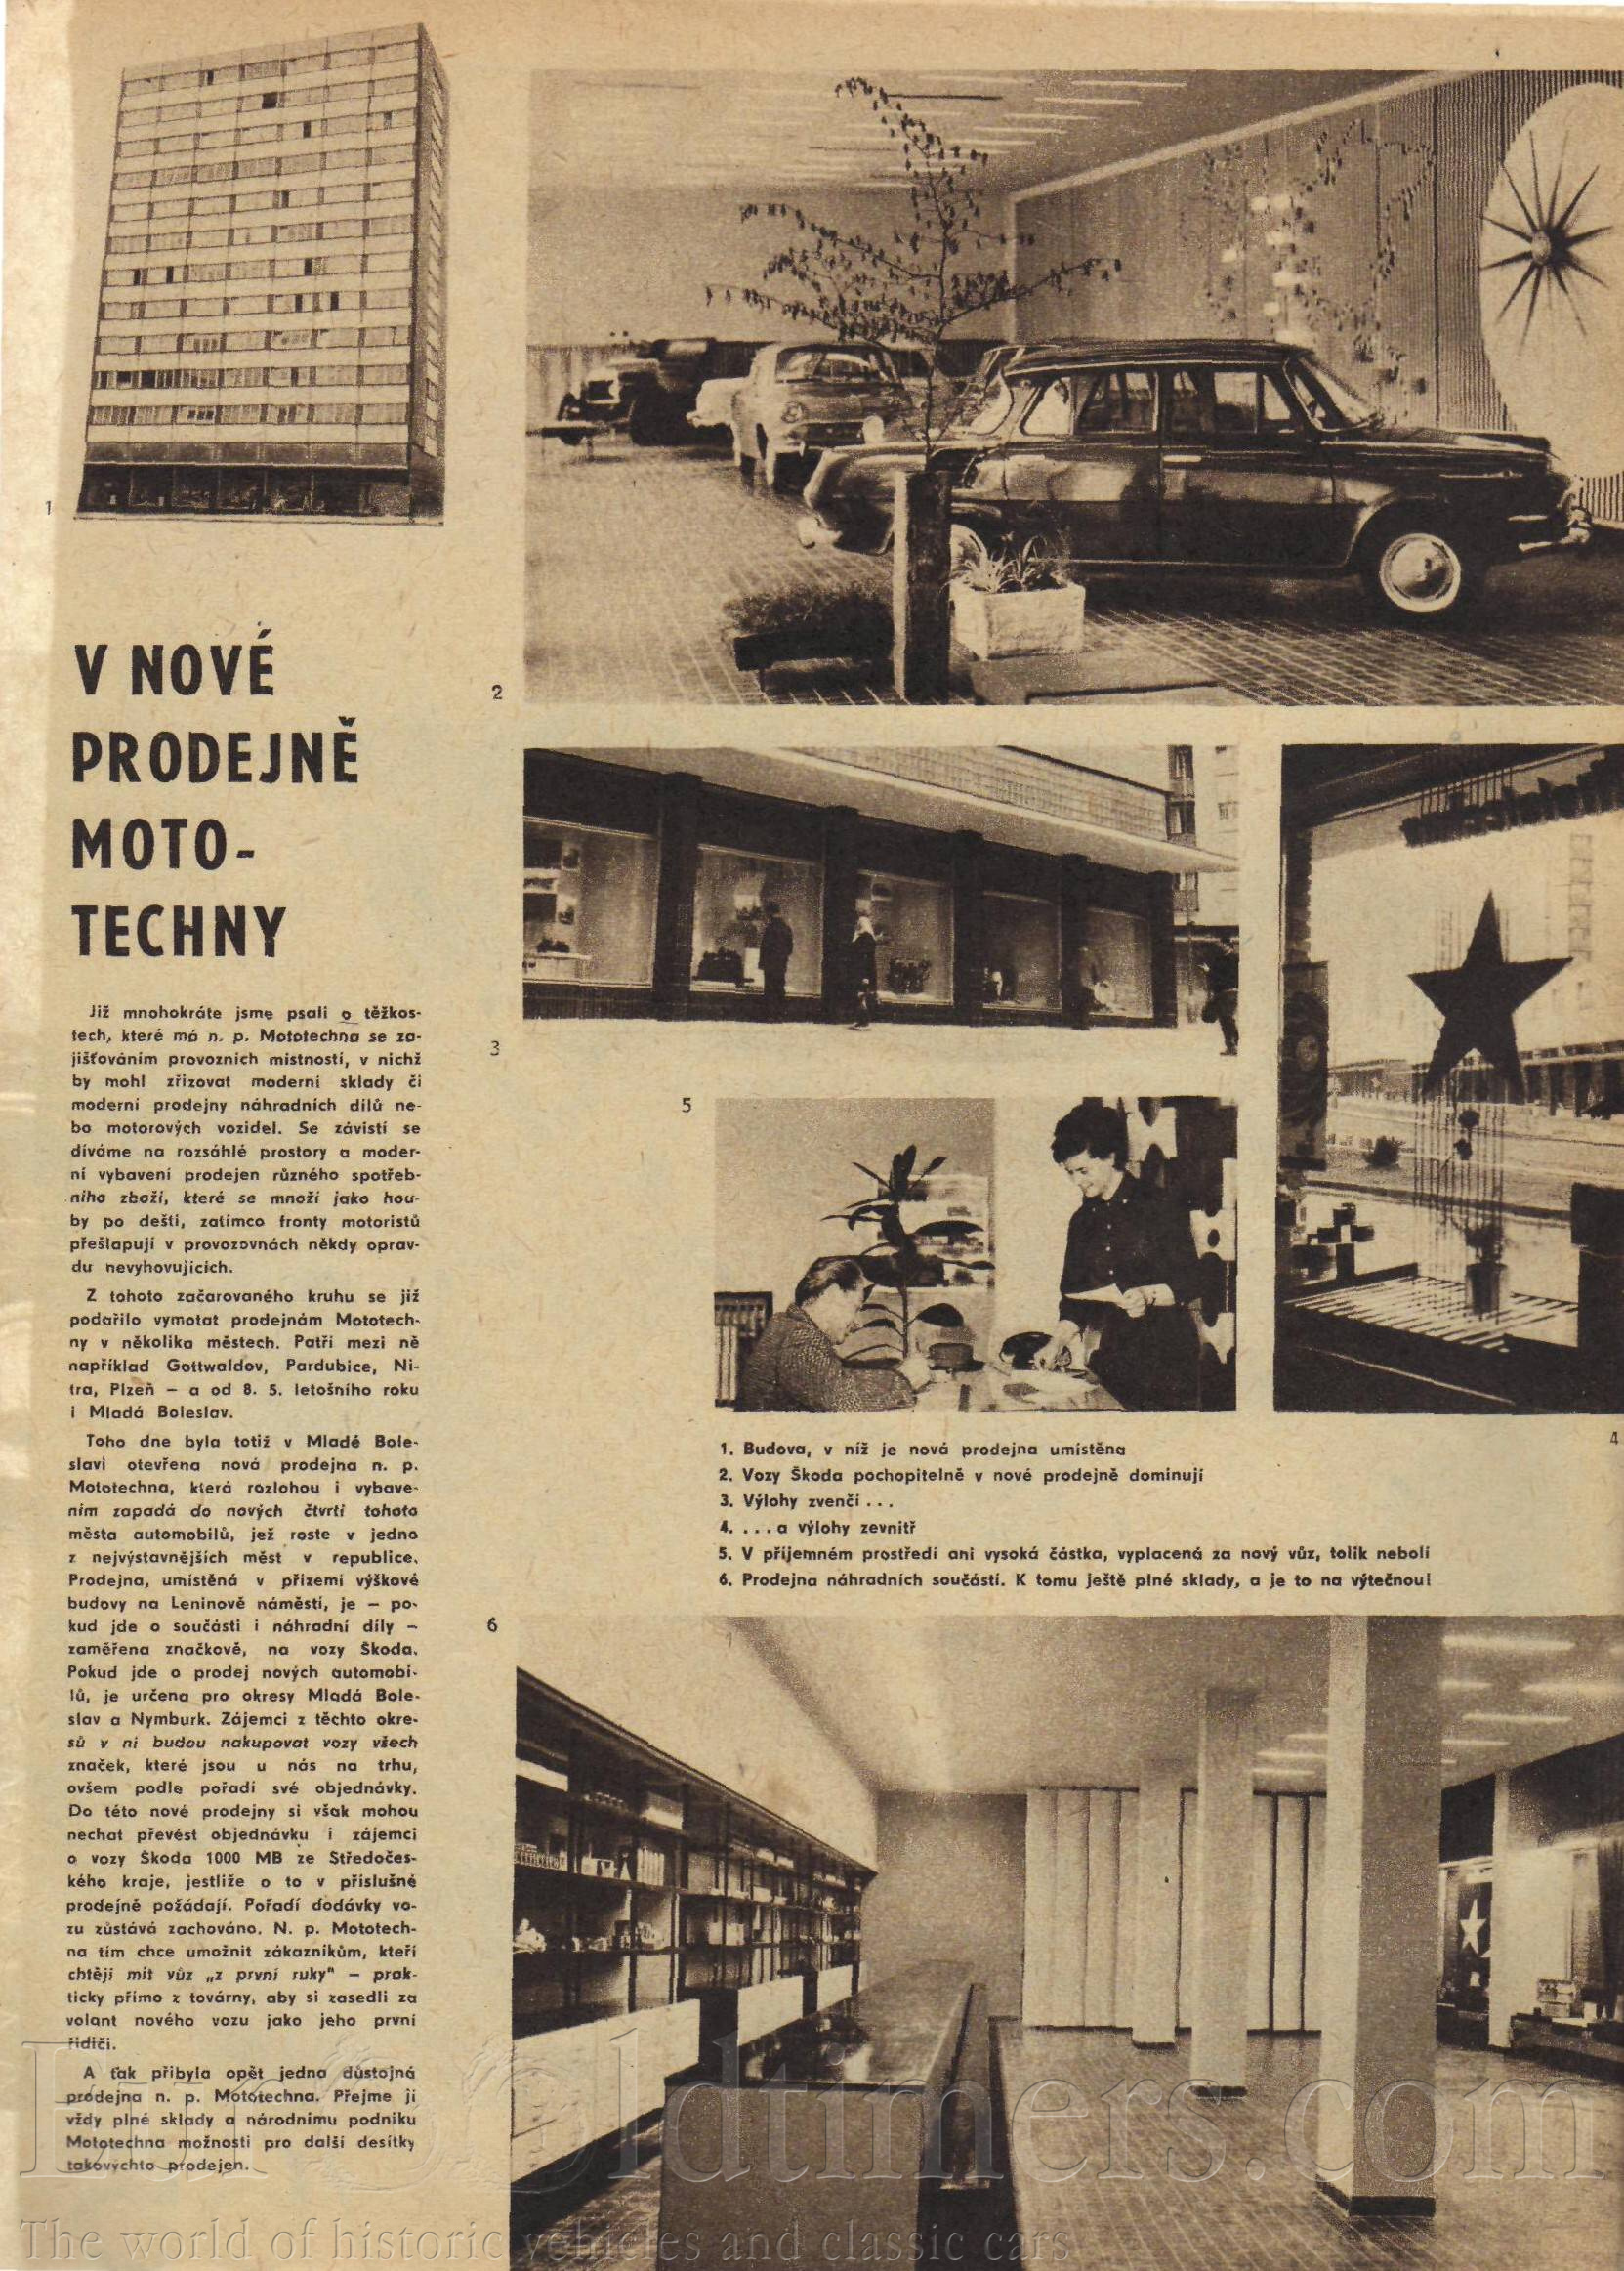 1
2
V NOVÉ
PRODEJNĚ
MOTO-
TECHNY
Již mnohokráte jsme psali o těžkos-
tech, které má n. p. Mototechna se za-
jišťováním provozních místností, v nichž
by mohl zřizovat moderní sklady či
moderní prodejny náhradních dílů ne-
bo motorových vozidel. Se závistí se
díváme na rozsáhlé prostory a moder-
ní vybavení prodejen různého spotřeb-
ního zboží, které se množí jako hou-
by po dešti, zatímco fronty motoristů
přešlapují v provozovnách někdy oprav-
du nevyhovujících.
Z tohoto začarovaného kruhu se již
podařilo vymotat prodejnám Mototech-
ny v několika městech. Patří mezi ně
například Gottwaldov, Pardubice, Ni-
tra, Plzeň – a od 8. 5. letošního roku
i Mladá Boleslav.
Toho dne byla totiž v Mladé Bole-
slavi otevřena nová prodejna n. p.
Mototechna, která rozlohou i vybave-
ním zapadá do nových čtvrtí tohoto
města automobilů, jež roste v jedno
z nejvýstavnějších měst v republice.
Prodejna, umístěná v přízemí výškové
budovy na Leninově náměstí, je – po-
kud jde o součásti i náhradní díly –
zaměřena značkově, na vozy Škoda.
Pokud jde o prodej nových automobi-
lů, je určena pro okresy Mladá Bole-
slav a Nymburk. Zájemci z těchto okre-
sů v ní budou nakupovat vozy všech
značek, které jsou u nás na trhu,
ovšem podle pořadí své objednávky.
Do této nové prodejny si však mohou
nechat převést objednávku i zájemci
o vozy Škoda 1000 MB ze Středočes-
kého kraje, jestliže o to v příslušné
prodejně požádají. Pořadí dodávky vo-
zu zůstává zachováno. N. p. Mototech-
na tím chce umožnit zákazníkům, kteří
chtějí mít vůz „z první ruky“ – prak-
ticky přímo z továrny, aby si zasedli za
volant nového vozu jako jeho první
řidiči.
A tak přibyla opět jedna důstojná
prodejna n. p. Mototechna. Přejme jí
vždy plné sklady a národnímu podniku
Mototechna možnosti pro další desítky
takovýchto prodejen.
3
5
4
1. Budova, v níž je nová prodejna umístěna
2. Vozy Škoda pochopitelně v nové prodejně dominují
3. Výlohy zvenčí . . .
4. . . . a výlohy zevnitř
5. V příjemném prostředí ani vysoká částka, vyplacená za nový vůz, tolik nebolí
6. Prodejna náhradních součástí. K tomu ještě plné sklady, a je to na výtečnou!
6
ldtimers.com
The world of historic vehicles and classic cars